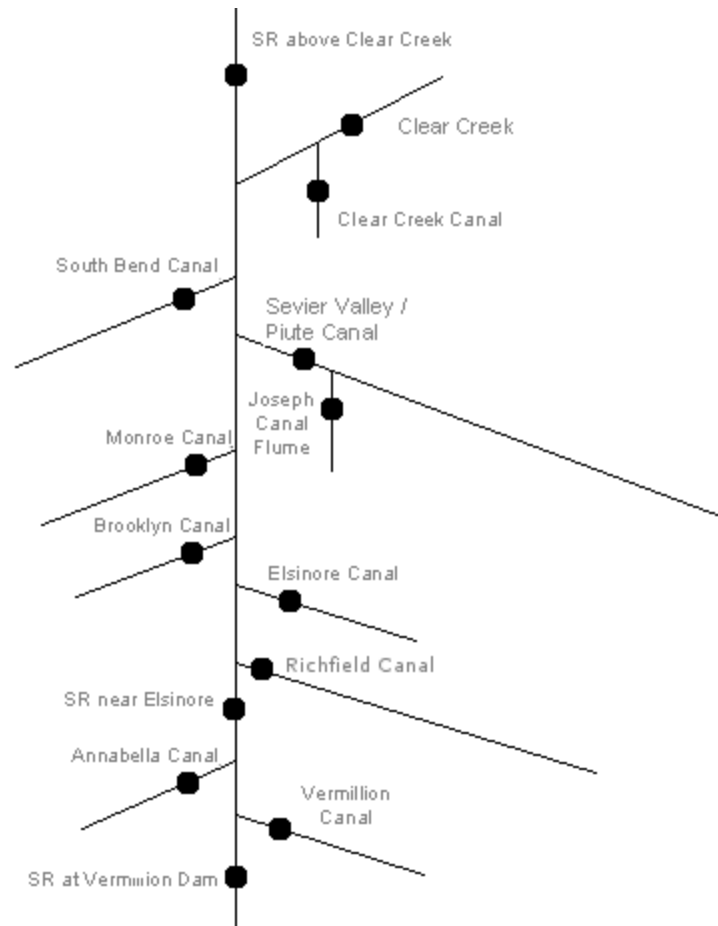 SR above Clear Creek
Clear Creek
Clear Creek Canal
South Bend Canal
Sevier Valley /
Piute Canal
Joseph
Canal
Flume
Monroe Canal
Brooklyn Canal
Elsinore Canal
Richfield Canal
SR near Elsinore
Annabella Canal
Vermillion
Canal
SR at Vermillion Dam